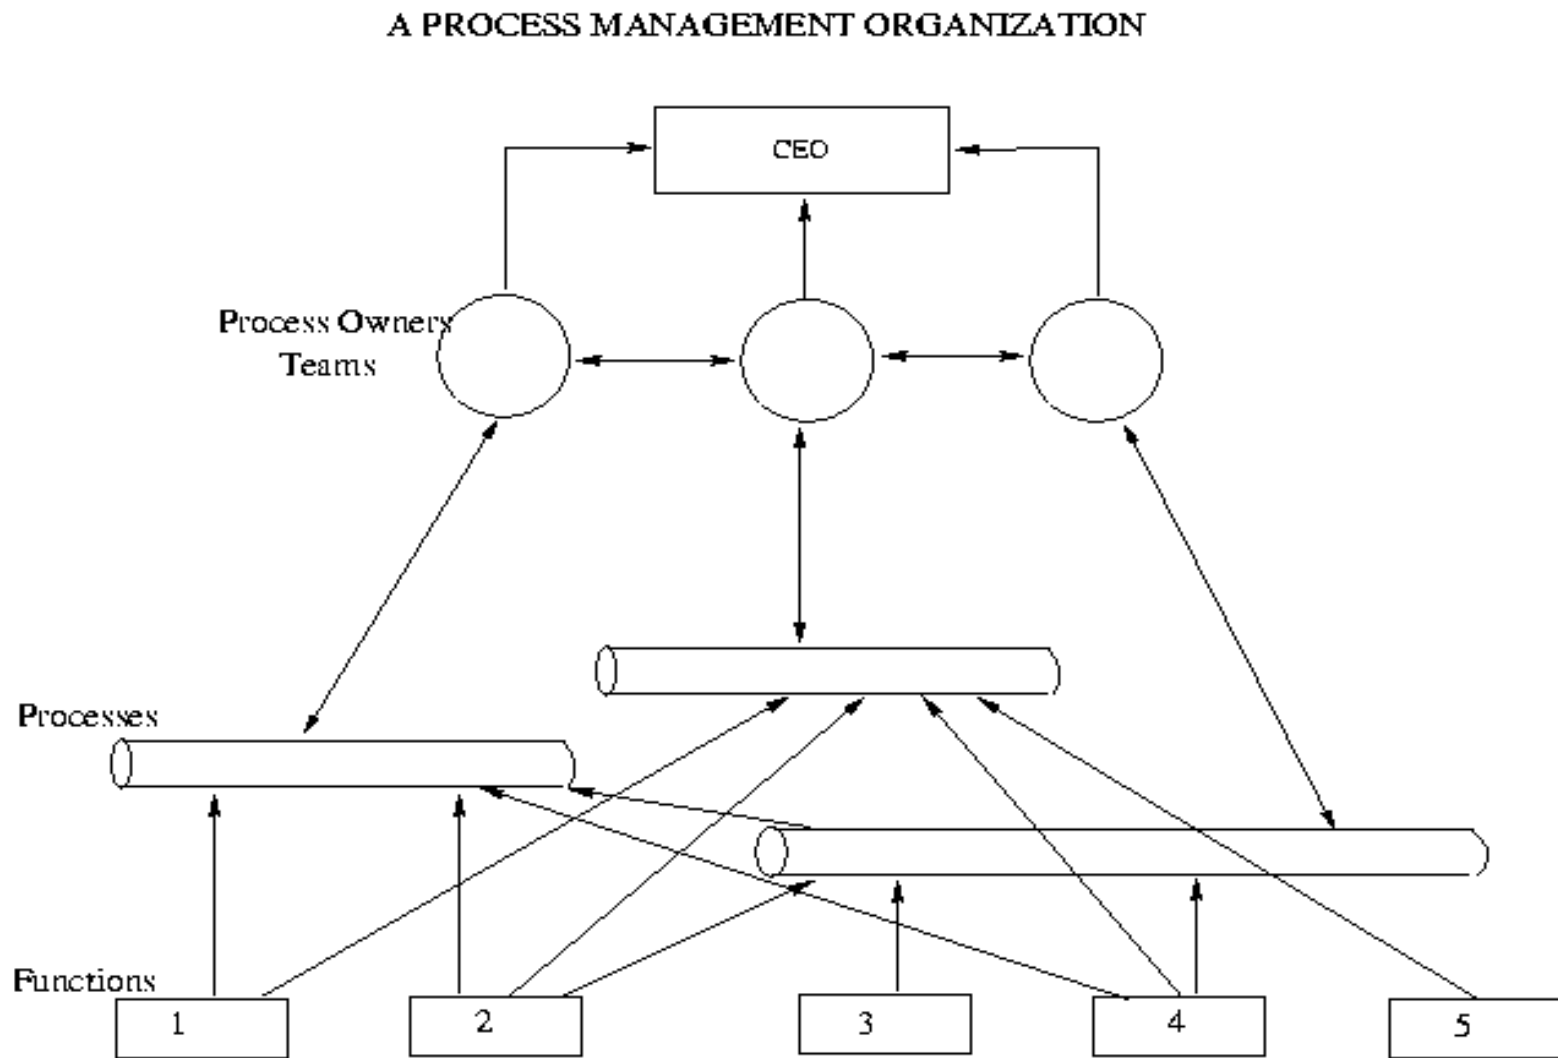 A PROCESS MANAGEMENT ORGANIZATION
CEO
Process Owners
Teams
Processes
Functions
1
2
3
4
5